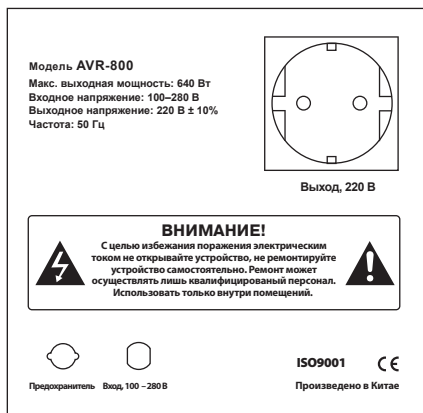 Модель AVR-800
Макс. выходная мощность: 640 Вт
Входное напряжение: 100–280 В
Выходное напряжение: 220 В ± 10%
Частота: 50 Гц
Выход, 220 В
ВНИМАНИЕ!
С целью избежания поражения электрическим
током не открывайте устройство, не ремонтируйте
устройство самостоятельно. Ремонт может
осуществлять лишь квалифицированый персонал.
Использовать только внутри помещений.
Предохранитель Вход, 100 – 280 В
ISO9001 CE
Произведено в Китае